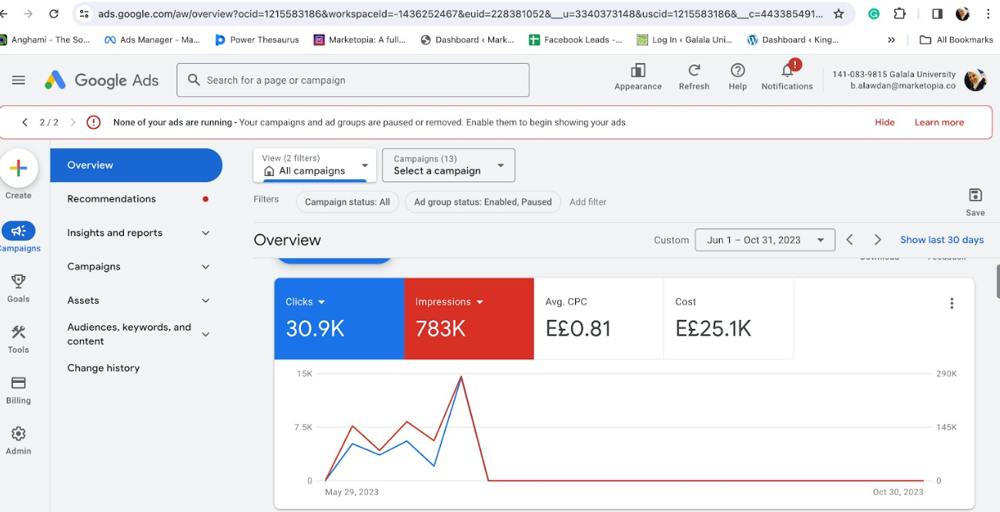 ads.google.com/aw/overview?ocid=1215583186&workspaceId=-1436252467&euid=228381052&__u=3340373148&uscid=1215583186&__c=443385491...
Anghami - The So...
Ads Manager - Ma...
Power Thesaurus
Marketopia: A full...
Dashboard ‹ Mark...
Facebook Leads -...
Log In ‹ Galala Uni...
Dashboard ‹ King...
»
All Bookmarks
Google Ads
Search for a page or campaign
Appearance
Refresh
Help
Notifications
141-083-9815 Galala University
b.alawdan@marketopia.co
2 / 2
None of your ads are running - Your campaigns and ad groups are paused or removed. Enable them to begin showing your ads.
Hide
Learn more
Create
Campaigns
Goals
Tools
Billing
Admin
Overview
Recommendations
Insights and reports
Campaigns
Assets
Audiences, keywords, and
content
Change history
View (2 filters)
All campaigns
Campaigns (13)
Select a campaign
Filters
Campaign status: All
Ad group status: Enabled, Paused
Add filter
Save
Overview
Custom
Jun 1 – Oct 31, 2023
Show last 30 days
Download
Feedback
Clicks
30.9K
Impressions
783K
Avg. CPC
E£0.81
Cost
E£25.1K
15K
290K
7.5K
145K
0
0
May 29, 2023
Oct 30, 2023